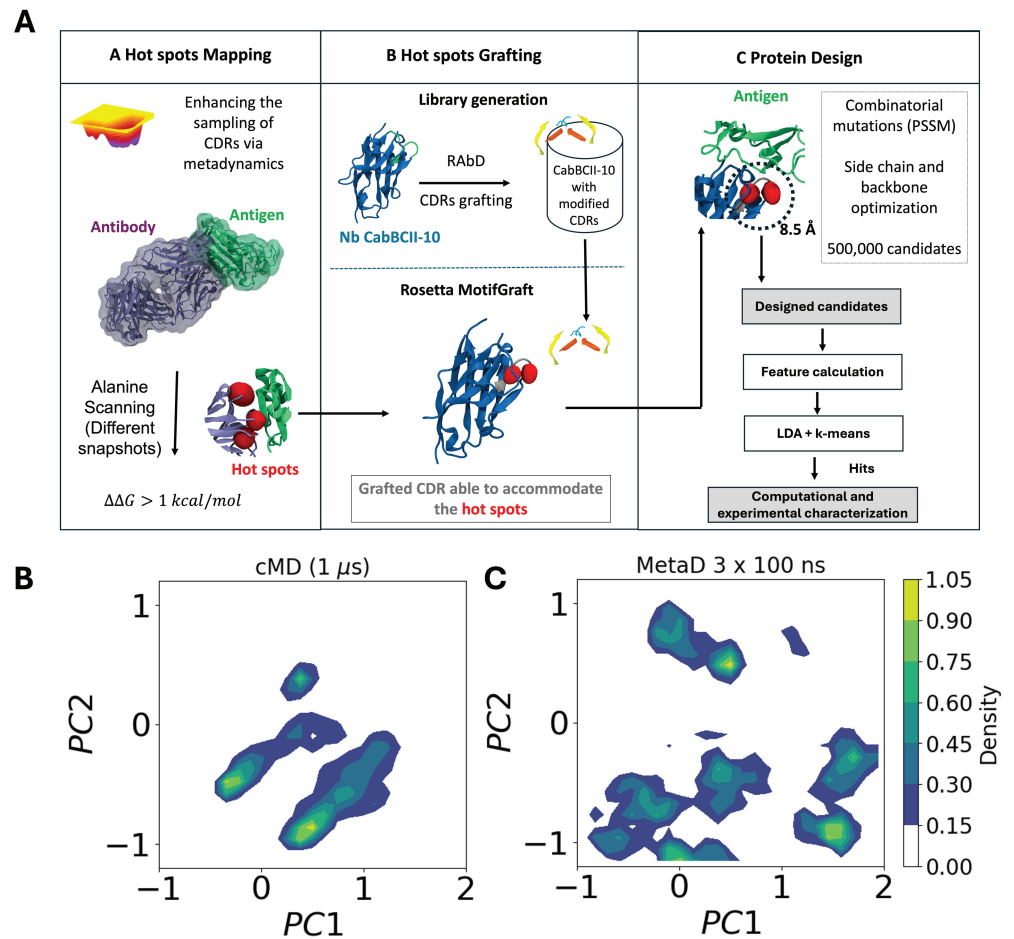 A
A Hot spots Mapping
Enhancing the
sampling of
CDRs via
metadynamics
Antibody
Antigen
Alanine
Scanning
(Different
snapshots)
Hot spots
ΔΔG > 1 kcal/mol
B Hot spots Grafting
Library generation
RAbD
CDRs grafting
Nb CabBCII-10
CabBCII-10
with
modified
CDRs
Rosetta MotifGraft
Grafted CDR able to accommodate
the hot spots
C Protein Design
Antigen
8.5 Å
Combinatorial
mutations (PSSM)
Side chain and
backbone
optimization
500,000 candidates
Designed candidates
Feature calculation
LDA + k-means
Hits
Computational and
experimental characterization
B
cMD (1 μs)
1
0
−1
PC2
−1
0
1
2
PC1
C
MetaD 3 x 100 ns
1
0
−1
PC2
−1
0
1
2
PC1
1.05
0.90
0.75
0.60
0.45
0.30
0.15
0.00
Density